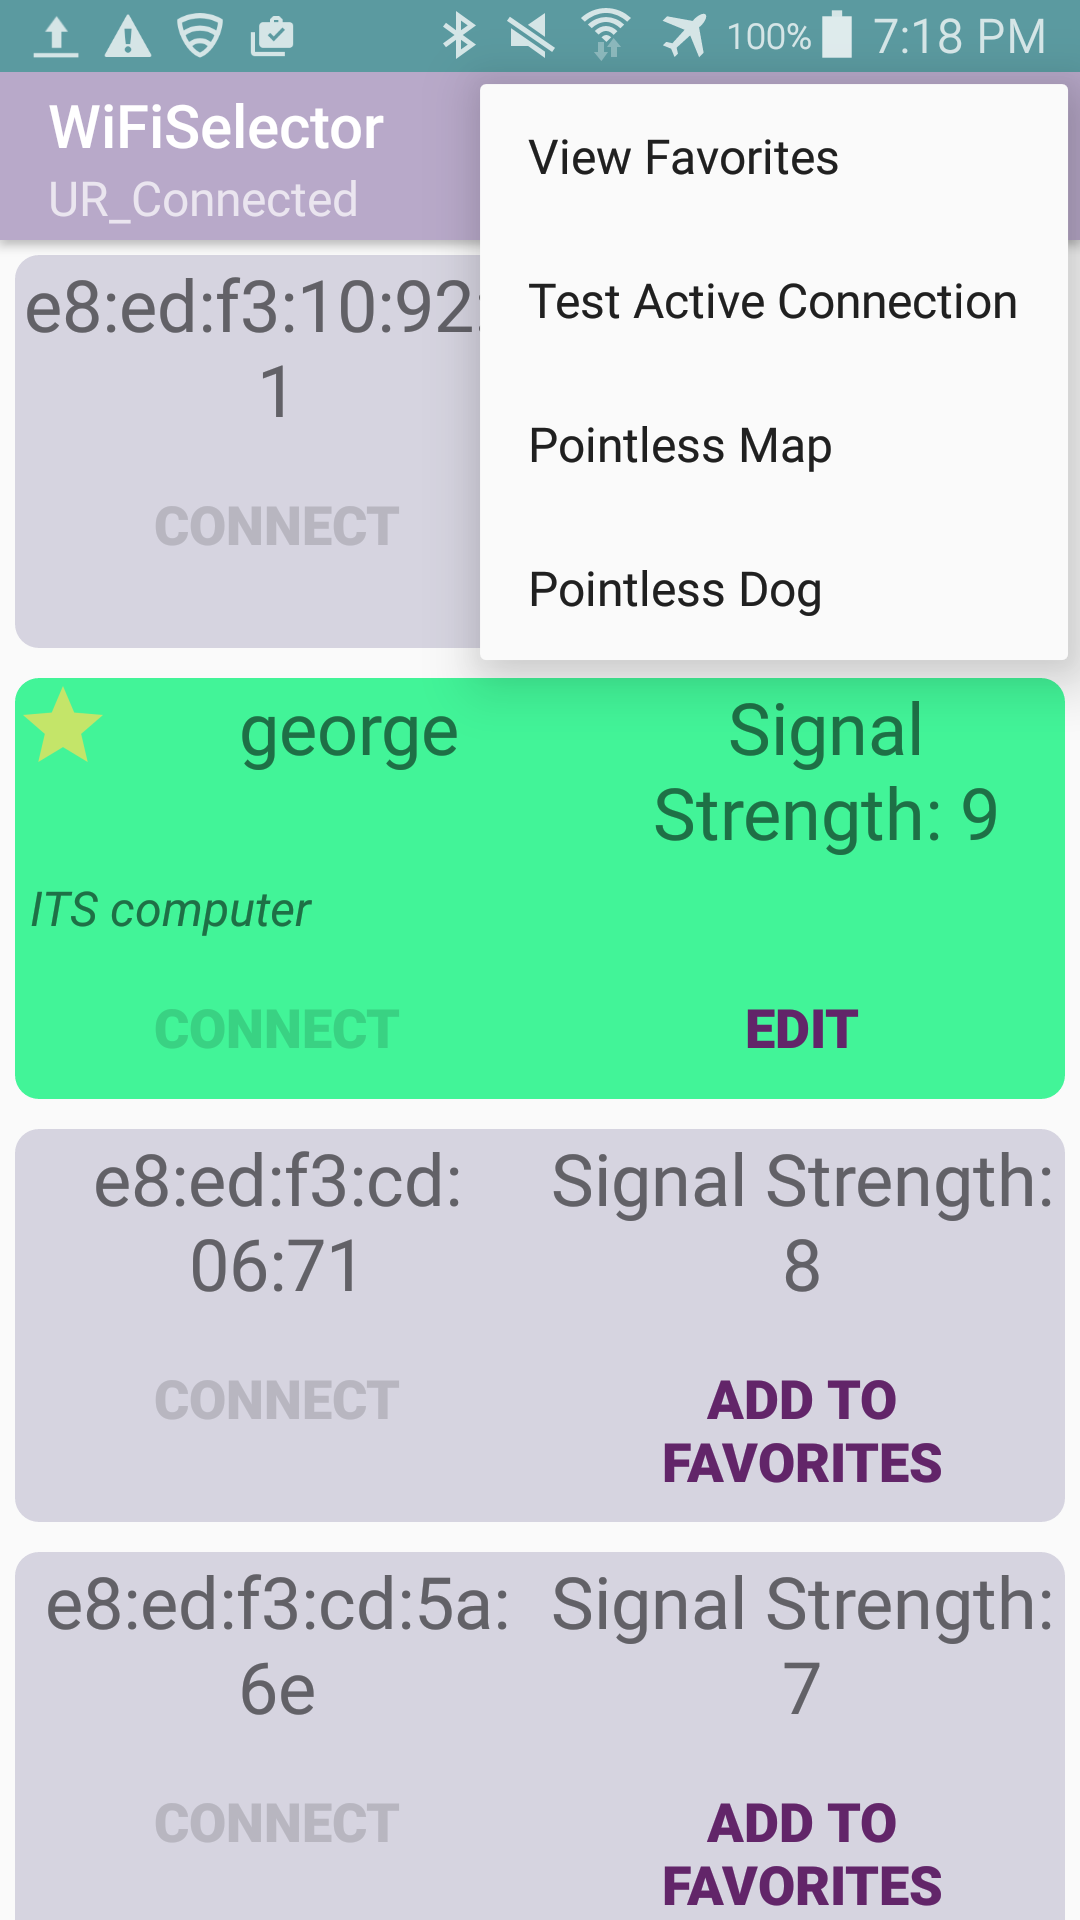 100% 7:18 PM
WiFiSelector
UR_Connected
View Favorites
Test Active Connection
Pointless Map
Pointless Dog
e8:ed:f3:10:92:
1
CONNECT
george
Signal
Strength: 9
ITS computer
CONNECT
EDIT
e8:ed:f3:cd:
06:71
Signal Strength:
8
CONNECT
ADD TO
FAVORITES
e8:ed:f3:cd:5a:
6e
Signal Strength:
7
CONNECT
ADD TO
FAVORITES